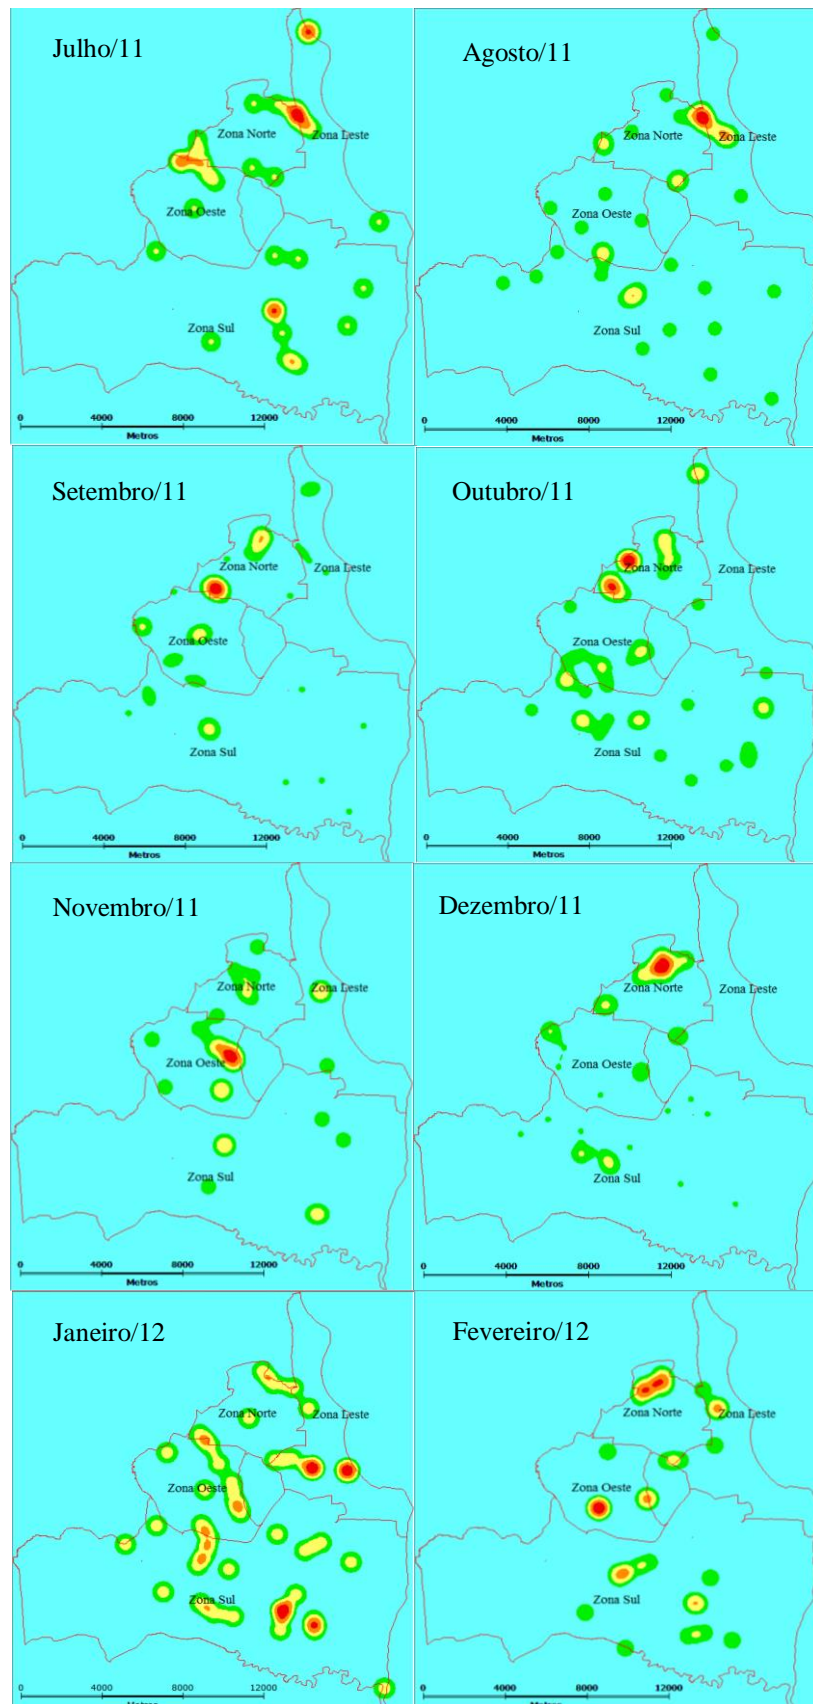 Julho/11
Zona Norte
Zona Leste
Zona Oeste
Zona Sul
0 4000 8000 12000
Metros
Agosto/11
Zona Norte
Zona Leste
Zona Oeste
Zona Sul
0 4000 8000 12000
Metros
Setembro/11
Zona Norte
Zona Leste
Zona Oeste
Zona Sul
0 4000 8000 12000
Metros
Outubro/11
Zona Norte
Zona Leste
Zona Oeste
Zona Sul
0 4000 8000 12000
Metros
Novembro/11
Zona Norte
Zona Leste
Zona Oeste
Zona Sul
0 4000 8000 12000
Metros
Dezembro/11
Zona Norte
Zona Leste
Zona Oeste
Zona Sul
0 4000 8000 12000
Metros
Janeiro/12
Zona Norte
Zona Leste
Zona Oeste
Zona Sul
0 4000 8000 12000
Metros
Fevereiro/12
Zona Norte
Zona Leste
Zona Oeste
Zona Sul
0 4000 8000 12000
Metros